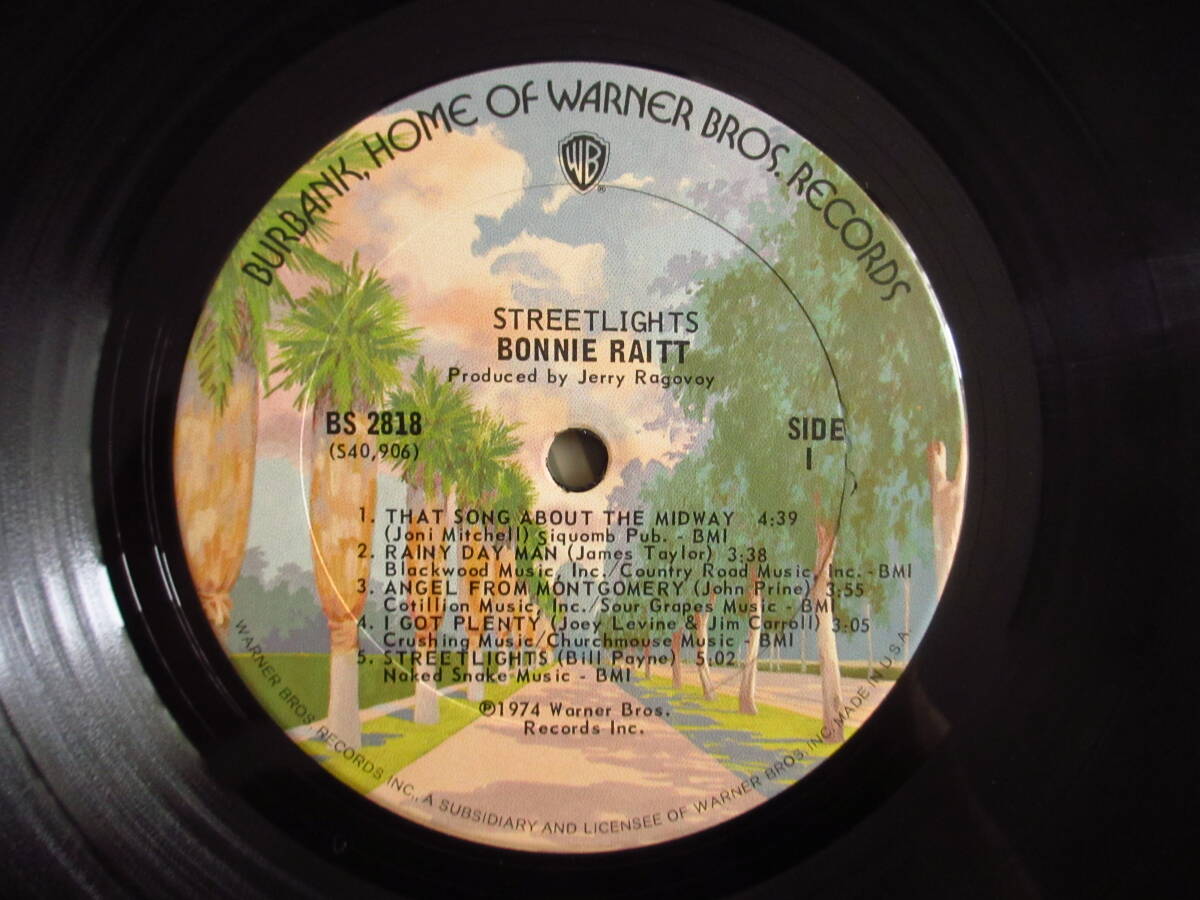 BURBANK, HOME OF WARNER BROS. RECORDS
WB
®
STREETLIGHTS
BONNIE RAITT
Produced by Jerry Ragovoy
BS 2818
(S40,906)
SIDE
1
1. THAT SONG ABOUT THE MIDWAY 4:39
(Joni Mitchell) Siquomb Pub. - BMI
2. RAINY DAY MAN (James Taylor) 3:38
Blackwood Music, Inc./Country Road Music, Inc. - BMI
3. ANGEL FROM MONTGOMERY (John Prine) 3:55
Cotillion Music, Inc./Sour Grapes Music - BMI
4. I GOT PLENTY (Joey Levine & Jim Carroll) 3:05
Crushing Music/Churchmouse Music - BMI
5. STREETLIGHTS (Bill Payne) 5:02
Naked Snake Music - BMI
℗1974 Warner Bros.
Records Inc.
WARNER BROS. RECORDS INC., A SUBSIDIARY AND LICENSEE OF WARNER BROS. INC. MADE IN U.S.A.